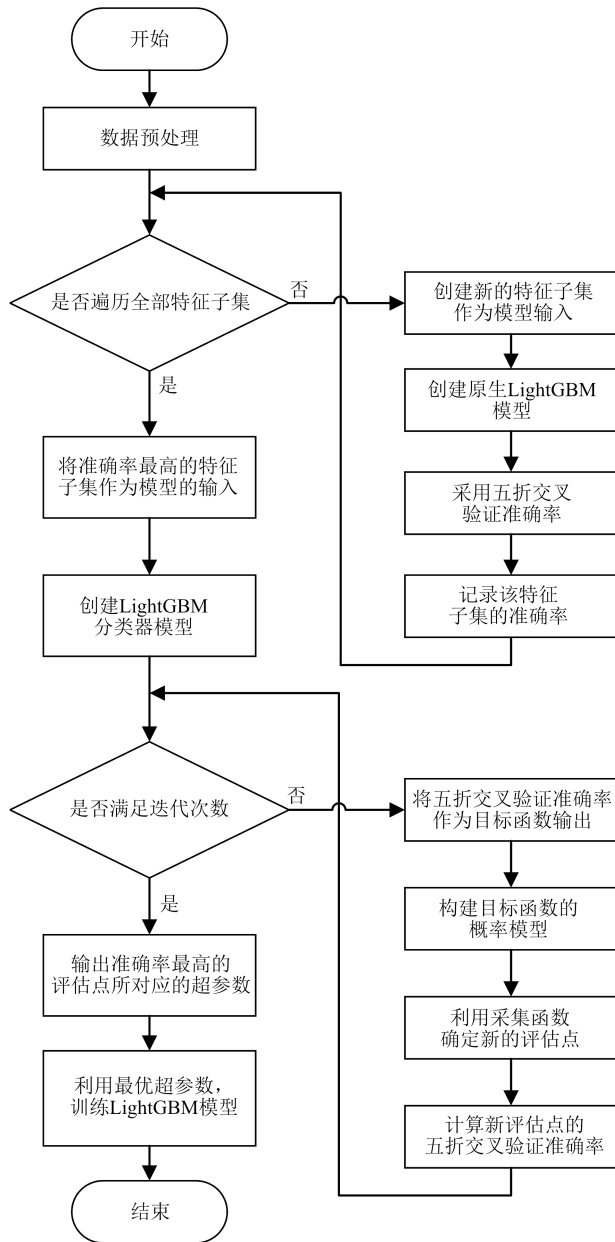 开始
数据预处理
是否遍历全部特征子集
否
是
创建新的特征子集
作为模型输入
创建原生LightGBM
模型
采用五折交叉
验证准确率
记录该特征
子集的准确率
将准确率最高的特征
子集作为模型的输入
创建LightGBM
分类器模型
是否满足迭代次数
否
是
将五折交叉验证准确率
作为目标函数输出
构建目标函数的
概率模型
利用采集函数
确定新的评估点
计算新评估点的
五折交叉验证准确率
输出准确率最高的
评估点所对应的超参数
利用最优超参数，
训练LightGBM模型
结束